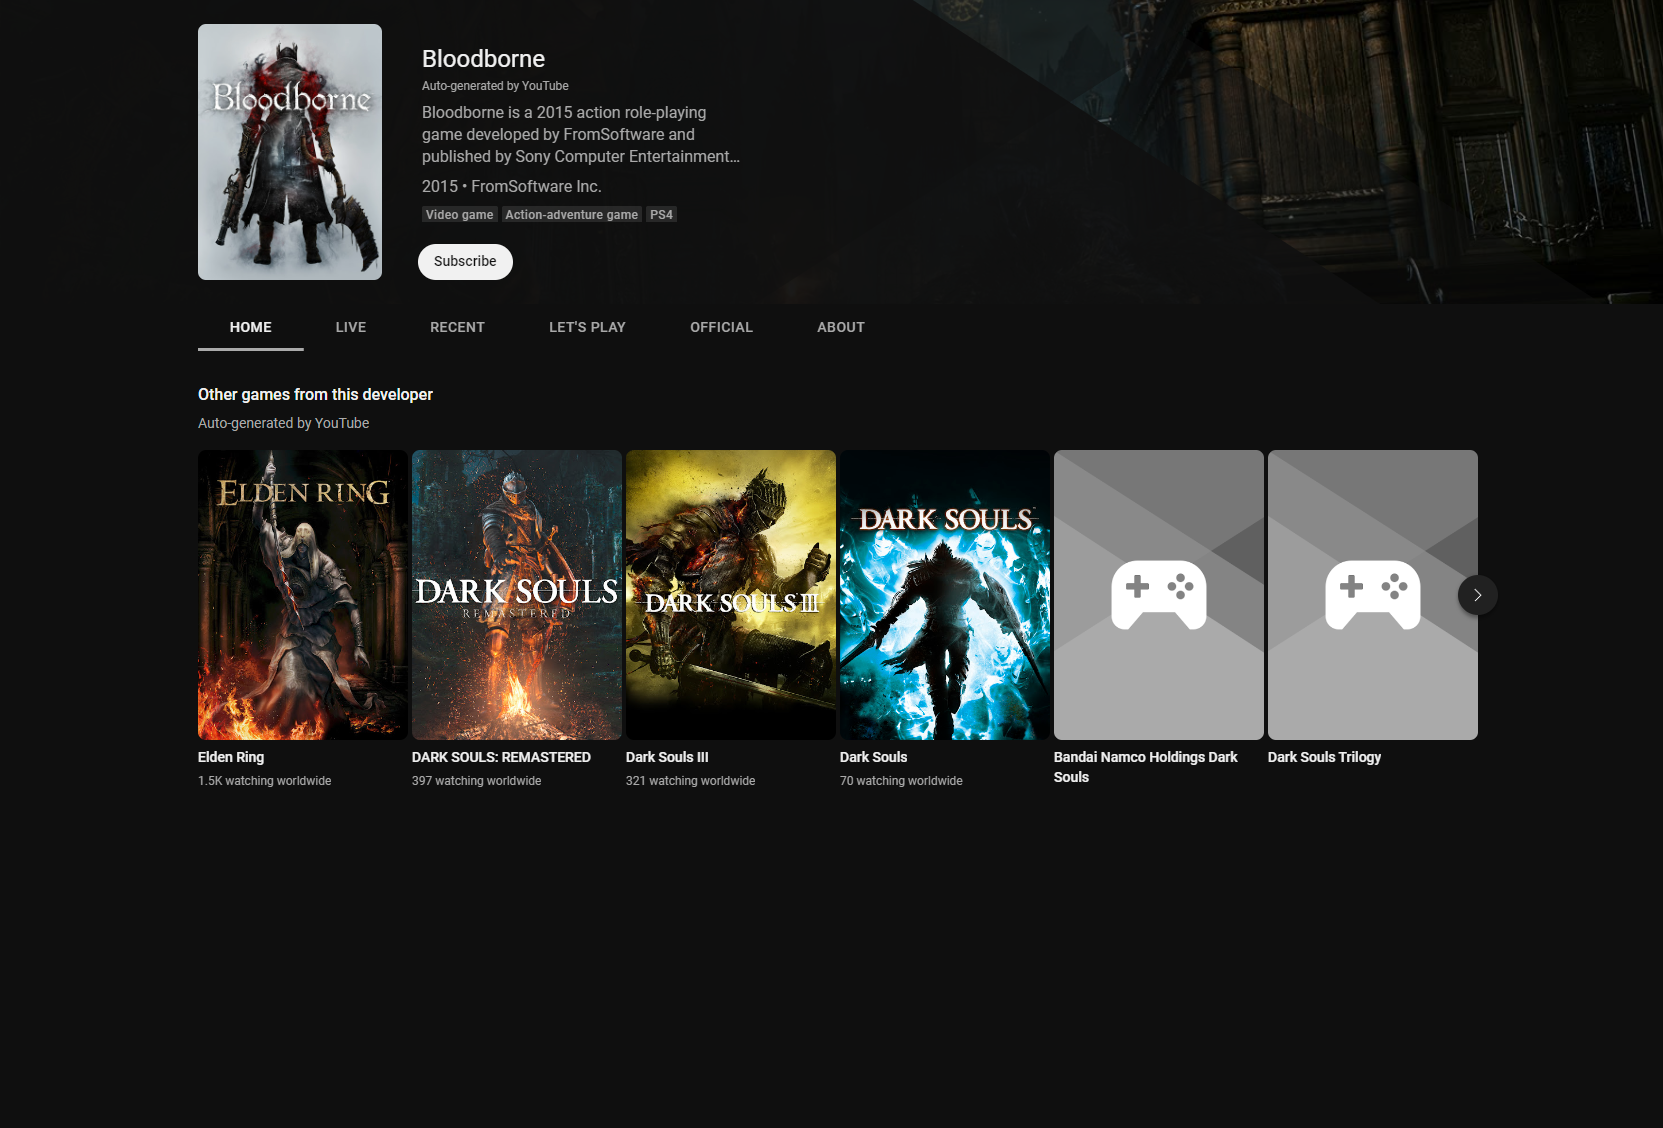 Bloodborne
Bloodborne
Auto-generated by YouTube
Bloodborne is a 2015 action role-playing
game developed by FromSoftware and
published by Sony Computer Entertainment...
2015 • FromSoftware Inc.
Video game Action-adventure game PS4
Subscribe
HOME LIVE RECENT LET'S PLAY OFFICIAL ABOUT
Other games from this developer
Auto-generated by YouTube
ELDEN RING
DARK SOULS
REMASTERED
DARK SOULS III
DARK SOULS
Elden Ring
1.5K watching worldwide
DARK SOULS: REMASTERED
397 watching worldwide
Dark Souls III
321 watching worldwide
Dark Souls
70 watching worldwide
Bandai Namco Holdings Dark
Souls
Dark Souls Trilogy